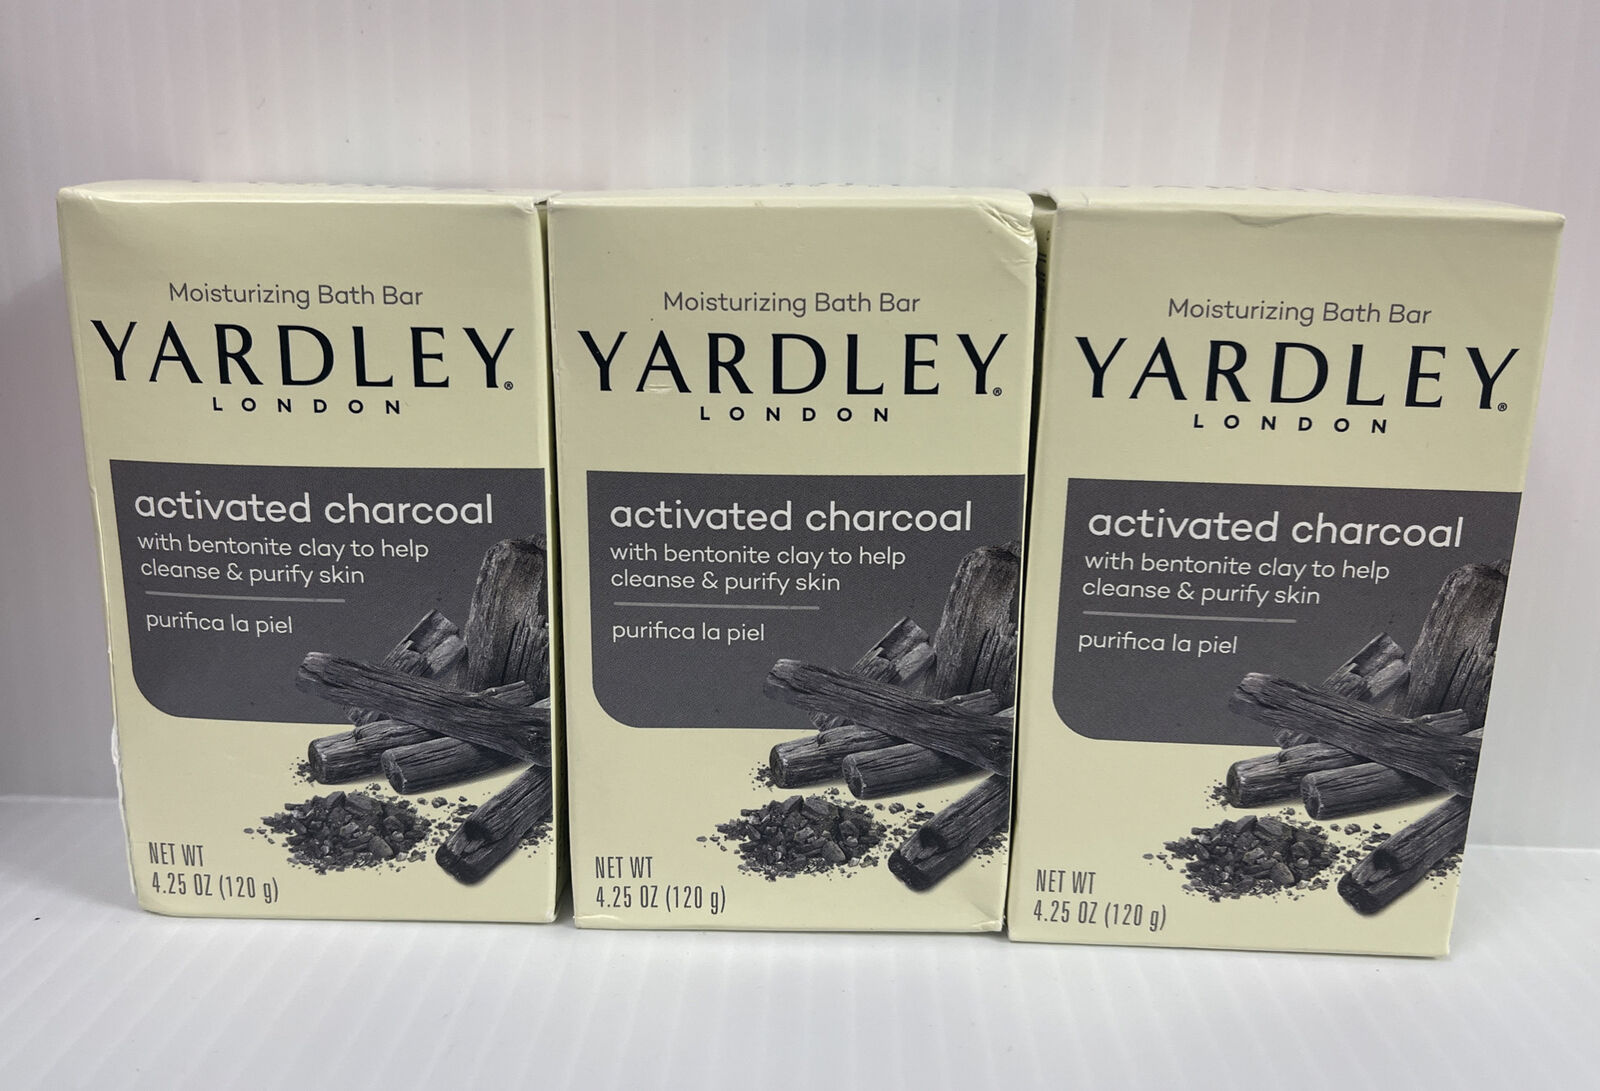 Moisturizing Bath Bar
YARDLEY®
LONDON
activated charcoal
with bentonite clay to help
cleanse & purify skin
purifica la piel
NET WT
4.25 OZ (120 g)
Moisturizing Bath Bar
YARDLEY®
LONDON
activated charcoal
with bentonite clay to help
cleanse & purify skin
purifica la piel
NET WT
4.25 OZ (120 g)
Moisturizing Bath Bar
YARDLEY®
LONDON
activated charcoal
with bentonite clay to help
cleanse & purify skin
purifica la piel
NET WT
4.25 OZ (120 g)